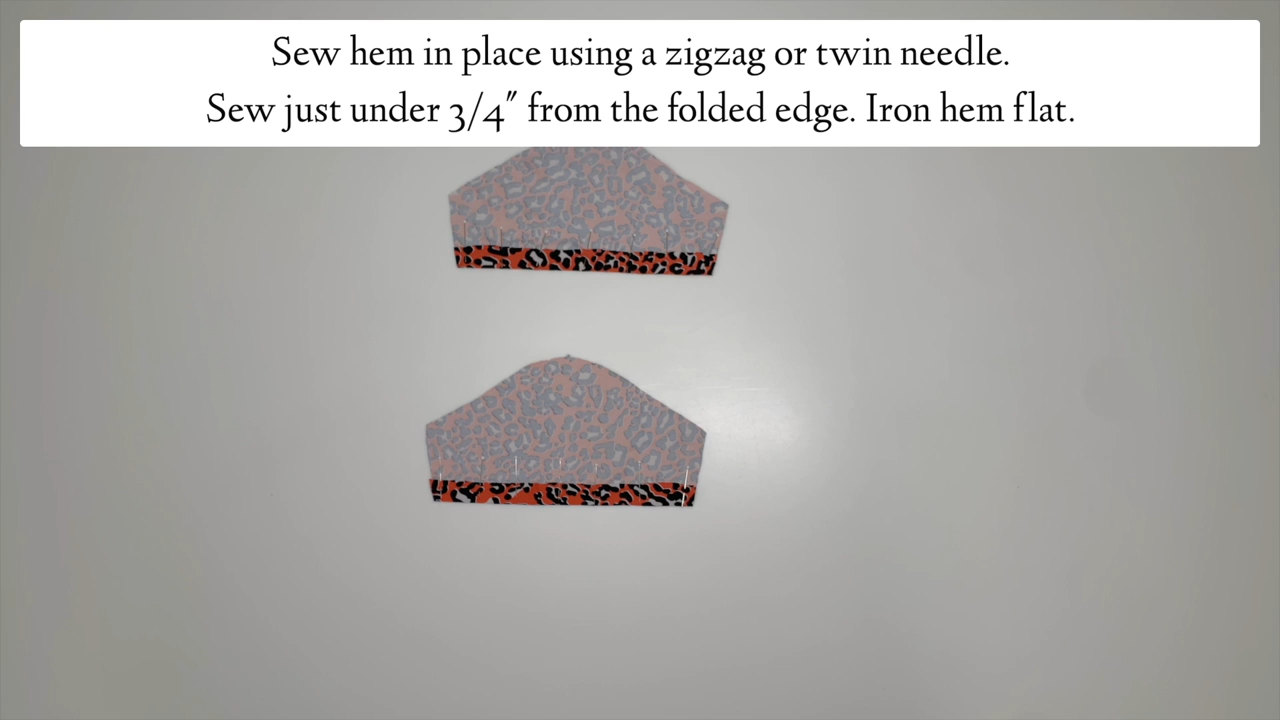 Sew hem in place using a zigzag or twin needle.
Sew just under 3/4" from the folded edge. Iron hem flat.